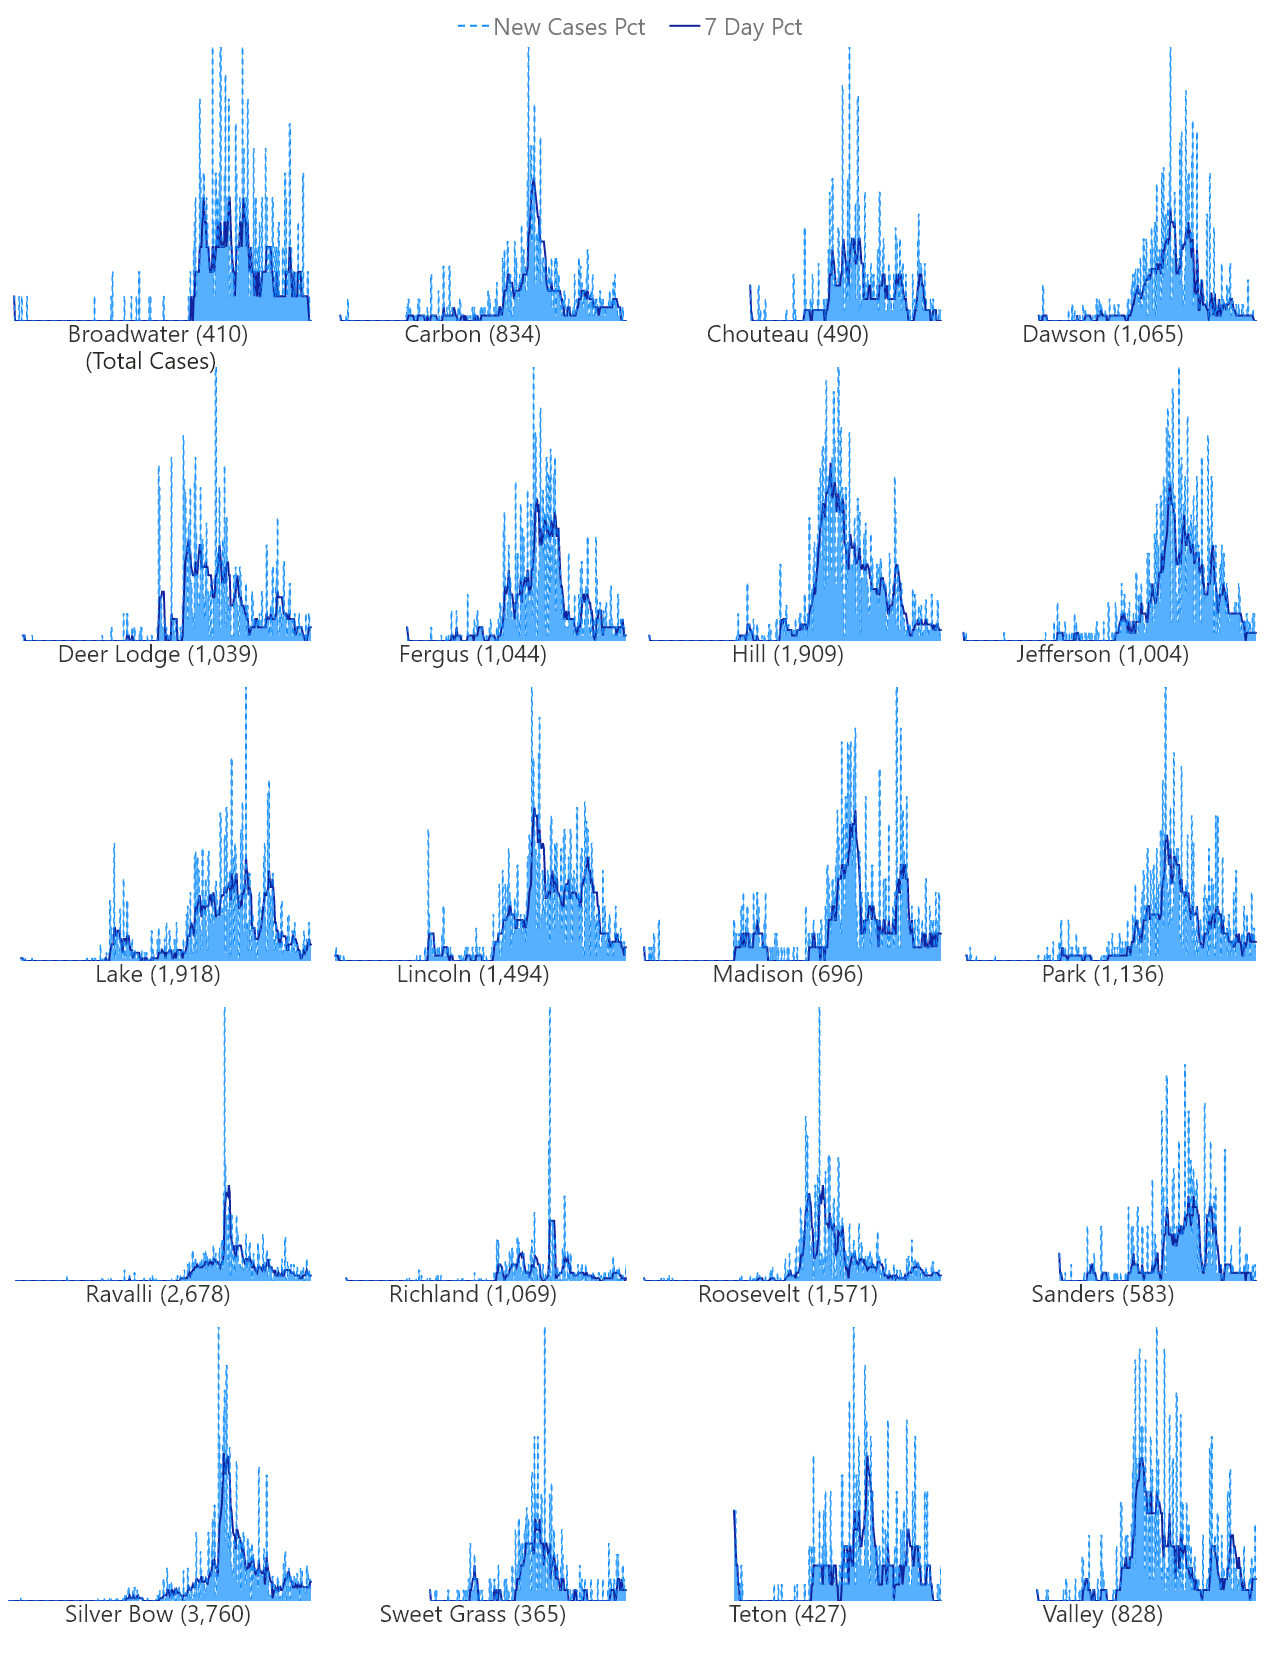 New Cases Pct 7 Day Pct
Broadwater (410) Carbon (834) Chouteau (490) Dawson (1,065)
(Total Cases)
Deer Lodge (1,039) Fergus (1,044) Hill (1,909) Jefferson (1,004)
Lake (1,918) Lincoln (1,494) Madison (696) Park (1,136)
Ravalli (2,678) Richland (1,069) Roosevelt (1,571) Sanders (583)
Silver Bow (3,760) Sweet Grass (365) Teton (427) Valley (828)